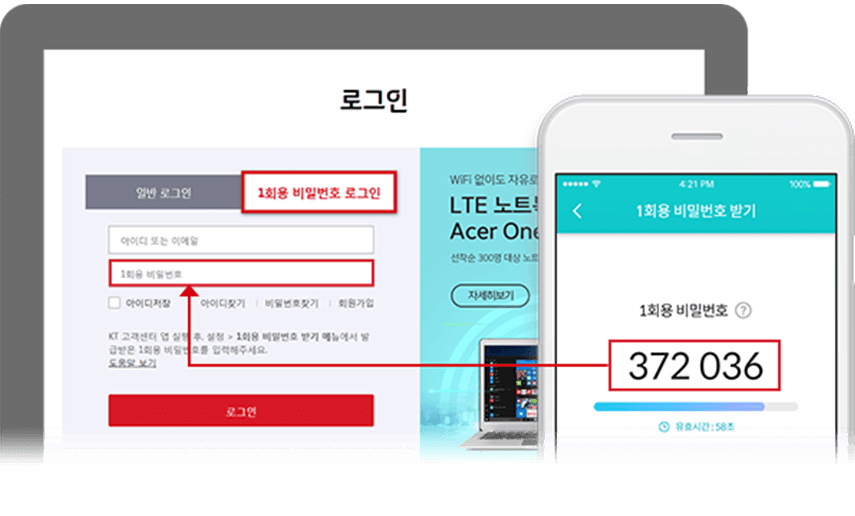 로그인
일반 로그인
1회용 비밀번호 로그인
아이디 또는 이메일
1회용 비밀번호
아이디저장
아이디찾기
비밀번호찾기
회원가입
KT 고객센터 앱 실행 후, 설정 > 1회용 비밀번호 받기 메뉴에서 발
급받은 1회용 비밀번호를 입력해주세요.
도움말 보기
로그인
WiFi 없이도 자유로
LTE 노트
Acer One
선착순 300명 대상 노트
자세히보기
4:21 PM
100%
1회용 비밀번호 받기
1회용 비밀번호 ?
372 036
유효시간 : 58초